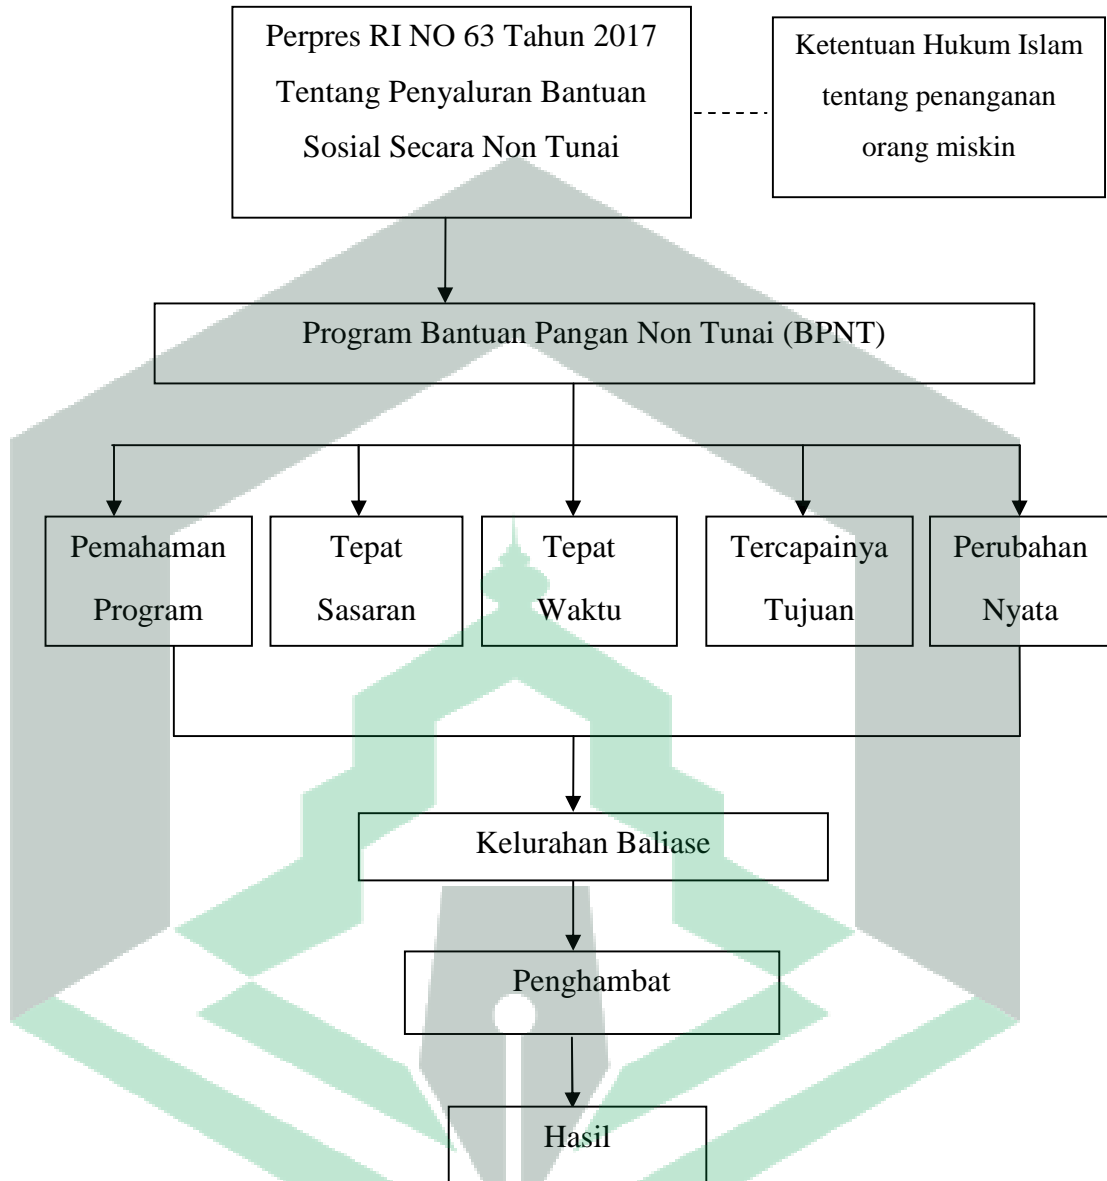 Perpres RI NO 63 Tahun 2017
Tentang Penyaluran Bantuan
Sosial Secara Non Tunai
Ketentuan Hukum Islam
tentang penanganan
orang miskin
Program Bantuan Pangan Non Tunai (BPNT)
Pemahaman
Program
Tepat
Sasaran
Tepat
Waktu
Tercapainya
Tujuan
Perubahan
Nyata
Kelurahan Baliase
Penghambat
Hasil